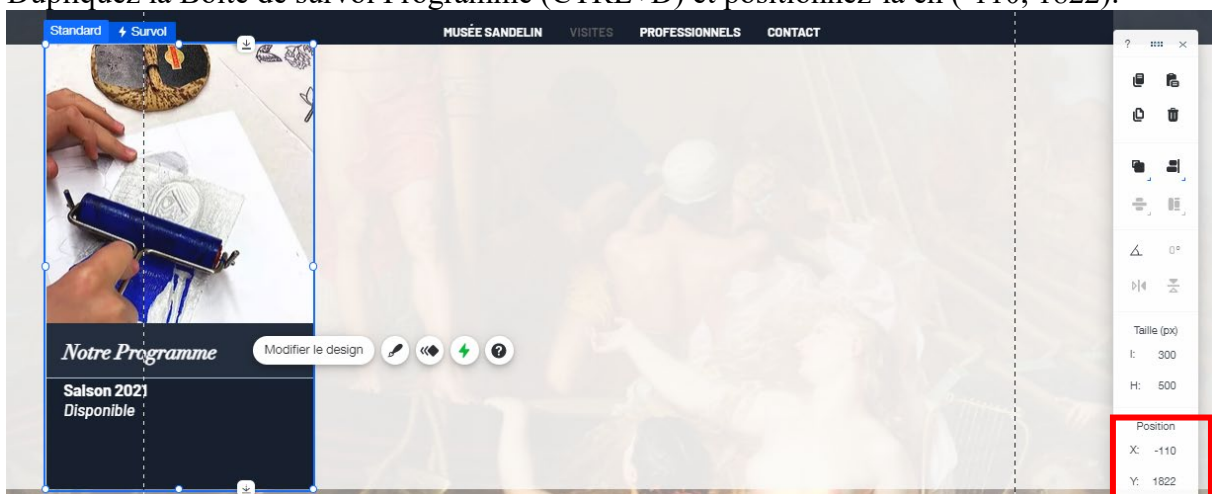 Dupliquez la Boîte de survol Programme (CTRL+D) et positionnez-la en (-110, 1822).
Standard Survol
MUSÉE SANDELIN VISITES PROFESSIONNELS CONTACT
?
0°
Notre Programme
Modifier le design
?
Saison 2021
Disponible
Taille (px)
l: 300
H: 500
Position
X: -110
Y: 1822